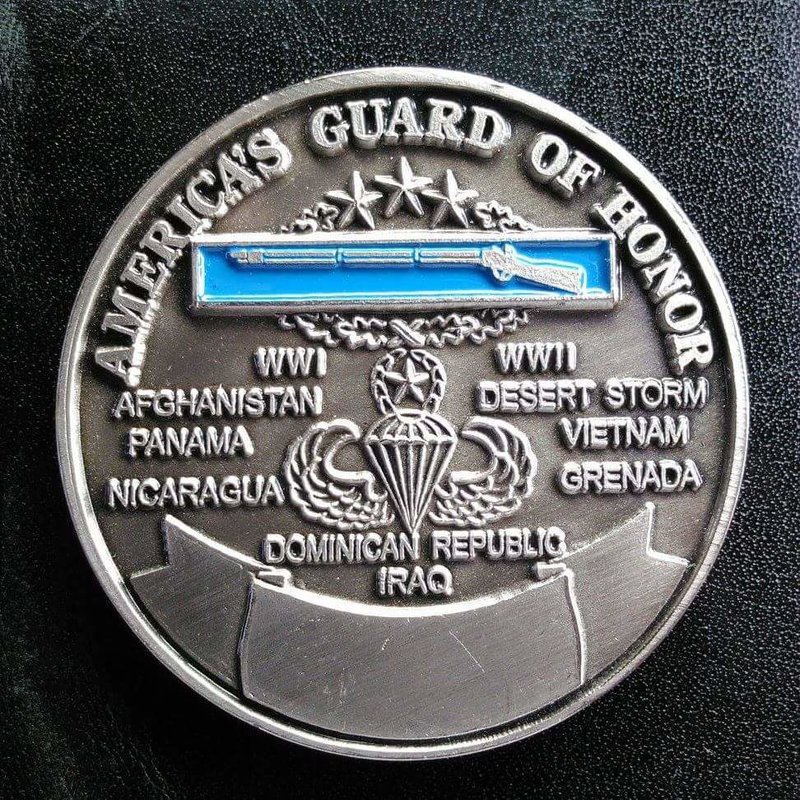 AMERICA'S GUARD OF HONOR
WWI
WWII
AFGHANISTAN
DESERT STORM
PANAMA
VIETNAM
NICARAGUA
GRENADA
DOMINICAN REPUBLIC
IRAQ